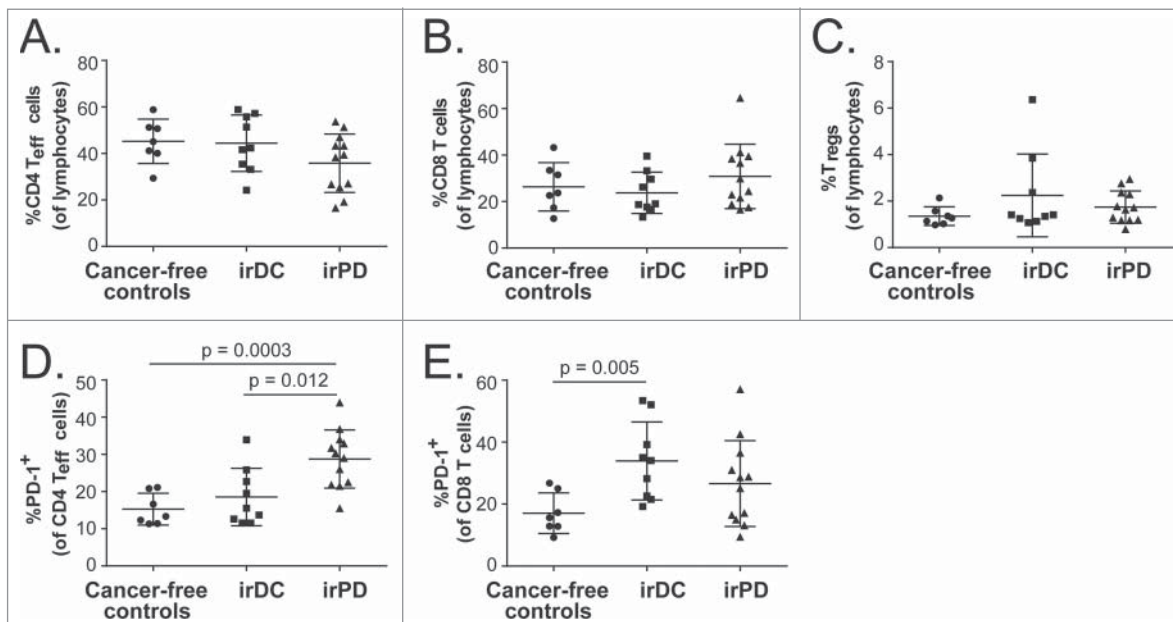 A.
%CD4 Teff cells
(of lymphocytes)
80
60
40
20
0
Cancer-free
controls
irDC
irPD
B.
%CD8 T cells
(of lymphocytes)
80
60
40
20
0
Cancer-free
controls
irDC
irPD
C.
%T regs
(of lymphocytes)
8
6
4
2
0
Cancer-free
controls
irDC
irPD
D.
p = 0.0003
p = 0.012
%PD-1+
(of CD4 Teff cells)
50
40
30
20
10
0
Cancer-free
controls
irDC
irPD
E.
p = 0.005
%PD-1+
(of CD8 T cells)
60
40
20
0
Cancer-free
controls
irDC
irPD